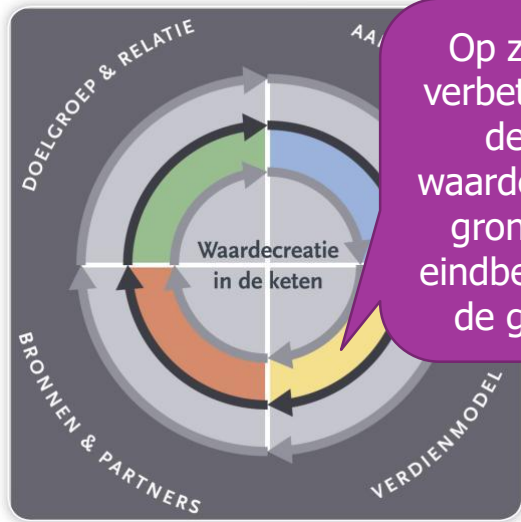 DOELGROEP & RELATIE
Op z
verbet
de
waarde
gron
eindbe
de g
Waardecreatie
in de keten
BRONNEN & PARTNERS
VERDIENMODEL